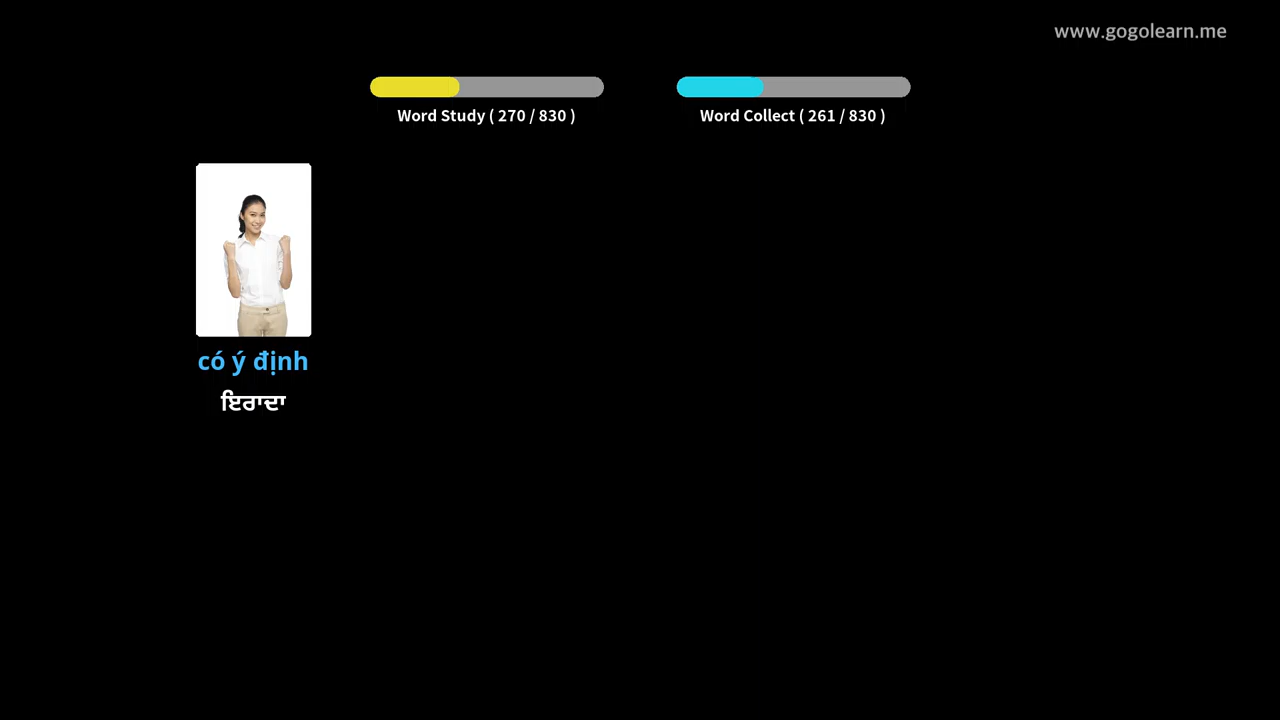 www.gogolearn.me
Word Study ( 270 / 830 )
Word Collect ( 261 / 830 )
có ý định
ਇਰਾਦਾ